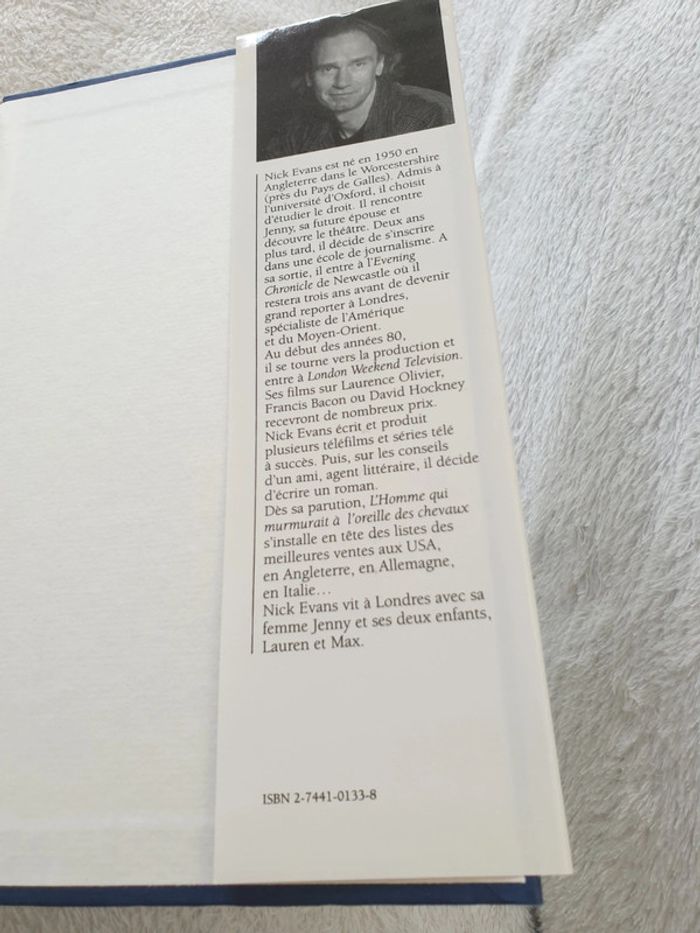 Nick Evans est né en 1950 en
Angleterre dans le Worcestershire
(près du Pays de Galles). Admis à
l'université d'Oxford, il choisit
d'étudier le droit. Il rencontre
Jenny, sa future épouse et
découvre le théâtre. Deux ans
plus tard, il décide de s'inscrire
dans une école de journalisme. A
sa sortie, il entre à l'Evening
Chronicle de Newcastle où il
restera trois ans avant de devenir
grand reporter à Londres,
spécialiste de l'Amérique
et du Moyen-Orient.
Au début des années 80,
il se tourne vers la production et
entre à London Weekend Television.
Ses films sur Laurence Olivier,
Francis Bacon ou David Hockney
recevront de nombreux prix.
Nick Evans écrit et produit
plusieurs téléfilms et séries télé
à succès. Puis, sur les conseils
d'un ami, agent littéraire, il décide
d'écrire un roman.
Dès sa parution, L'Homme qui
murmurait à l'oreille des chevaux
s'installe en tête des listes des
meilleures ventes aux USA,
en Angleterre, en Allemagne,
en Italie…
Nick Evans vit à Londres avec sa
femme Jenny et ses deux enfants,
Lauren et Max.
ISBN 2-7441-0133-8